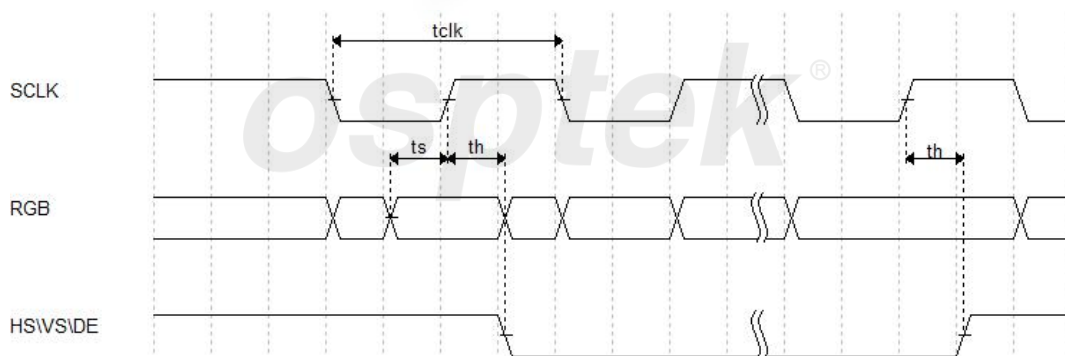 tclk
SCLK
osptek®
ts
th
th
RGB
HS\VS\DE